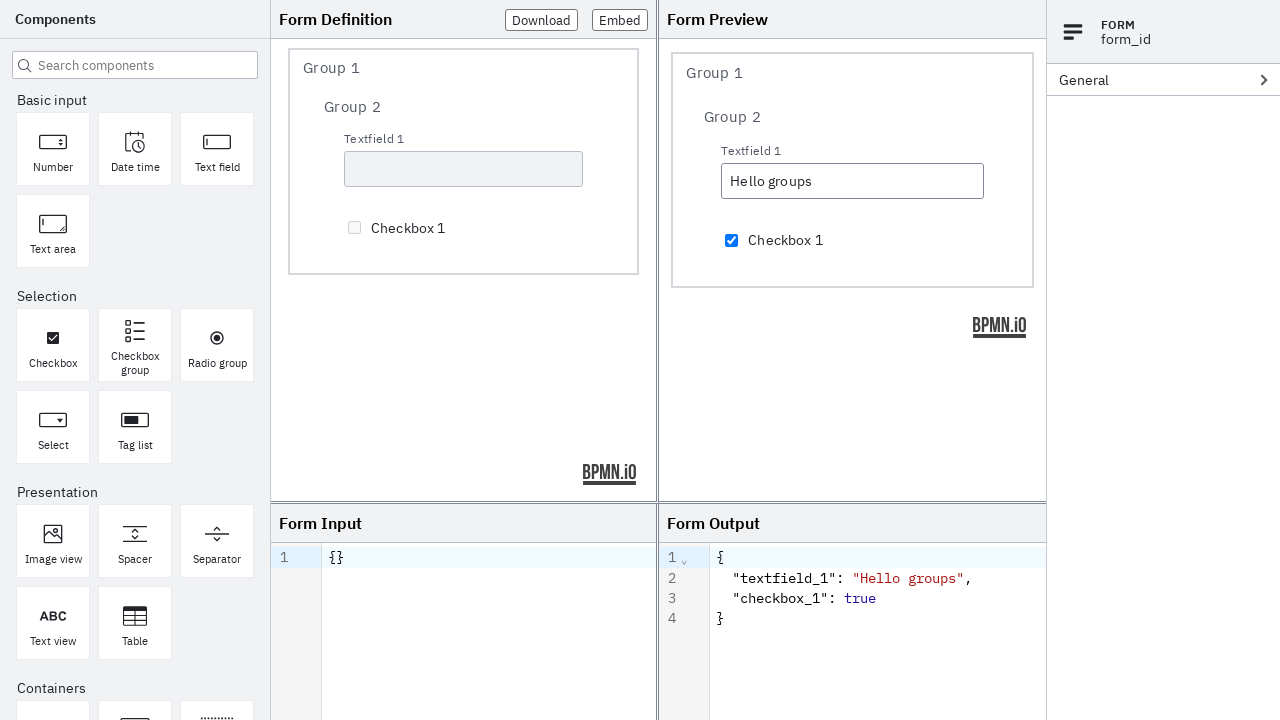 Components
Search components
Basic input
Number
Date time
Text field
Text area
Selection
Checkbox
Checkbox
group
Radio group
Select
Tag list
Presentation
Image view
Spacer
Separator
ABC
Text view
Table
Containers
Form Definition
Download
Embed
Group 1
Group 2
Textfield 1
Checkbox 1
BPMN.iO
Form Preview
Group 1
Group 2
Textfield 1
Hello groups
Checkbox 1
BPMN.iO
Form Input
1 {}
Form Output
1 {
2 "textfield_1": "Hello groups",
3 "checkbox_1": true
4 }
FORM
form_id
General